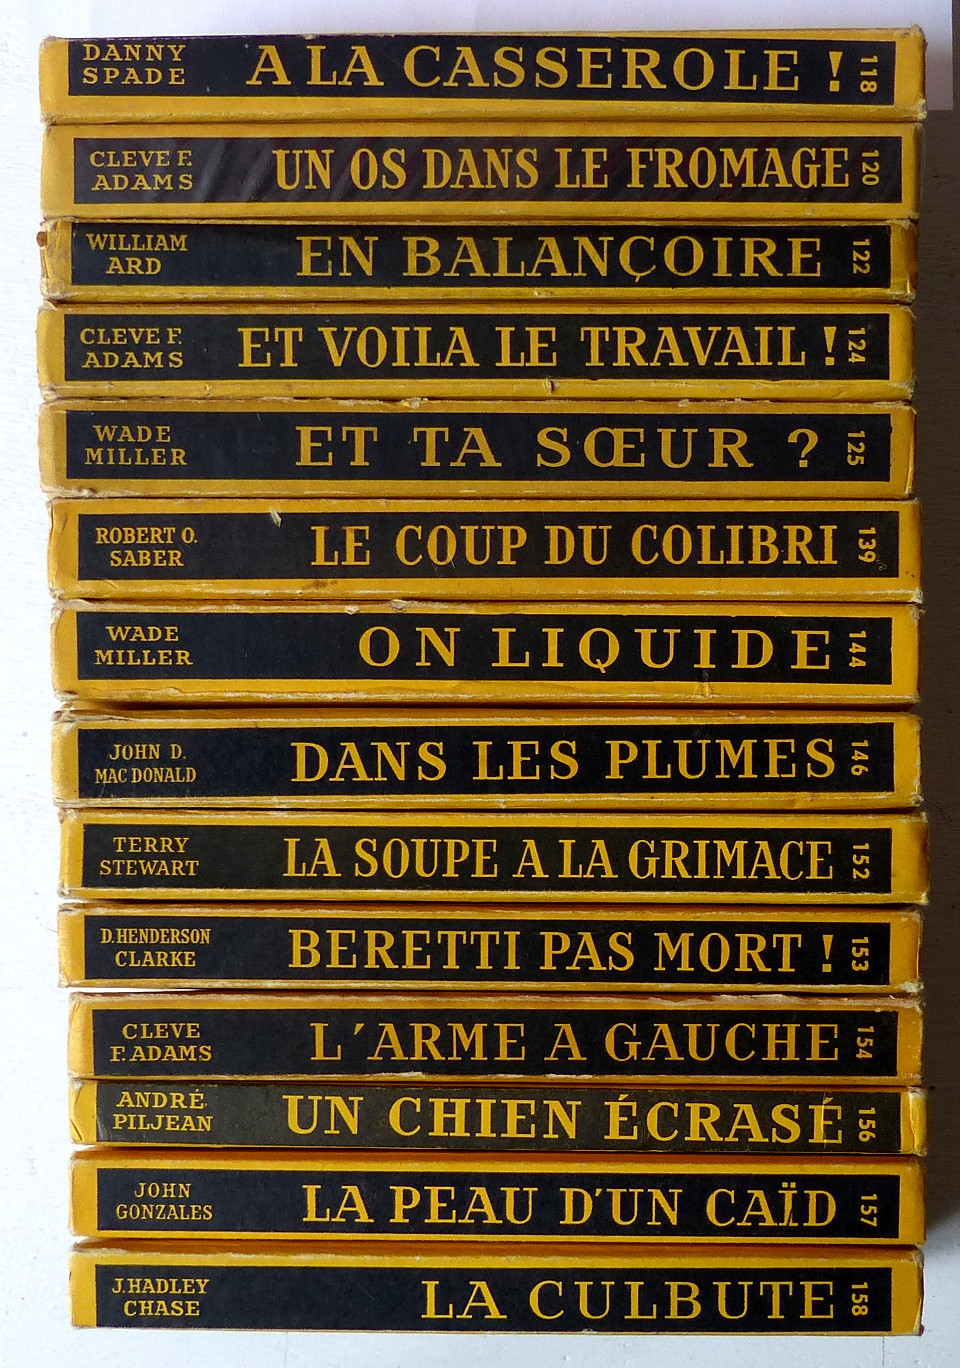 DANNY
SPADE
A LA CASSEROLE !
118
CLEVE F.
ADAMS
UN OS DANS LE FROMAGE
120
WILLIAM
ARD
EN BALANÇOIRE
122
CLEVE F.
ADAMS
ET VOILA LE TRAVAIL !
124
WADE
MILLER
ET TA SŒUR ?
125
ROBERT O.
SABER
LE COUP DU COLIBRI
139
WADE
MILLER
ON LIQUIDE
144
JOHN D.
MAC DONALD
DANS LES PLUMES
146
TERRY
STEWART
LA SOUPE A LA GRIMACE
152
D. HENDERSON
CLARKE
BERETTI PAS MORT !
153
CLEVE
F. ADAMS
L'ARME A GAUCHE
154
ANDRÉ
PILJEAN
UN CHIEN ÉCRASÉ
156
JOHN
GONZALES
LA PEAU D'UN CAÏD
157
J. HADLEY
CHASE
LA CULBUTE
158